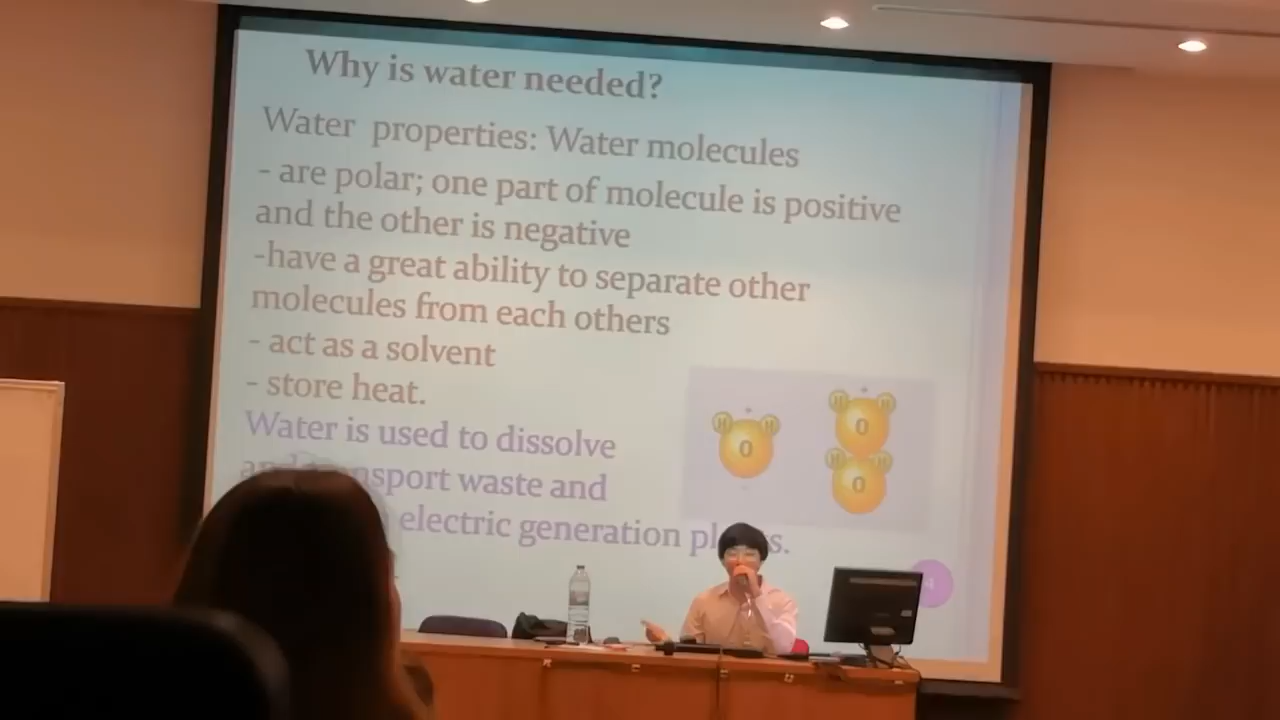 Why is water needed?
Water properties: Water molecules
- are polar; one part of molecule is positive
and the other is negative
-have a great ability to separate other
molecules from each others
- act as a solvent
- store heat.
Water is used to dissolve
waste and
electric generation
H H
O
H H
O
H H
O
4